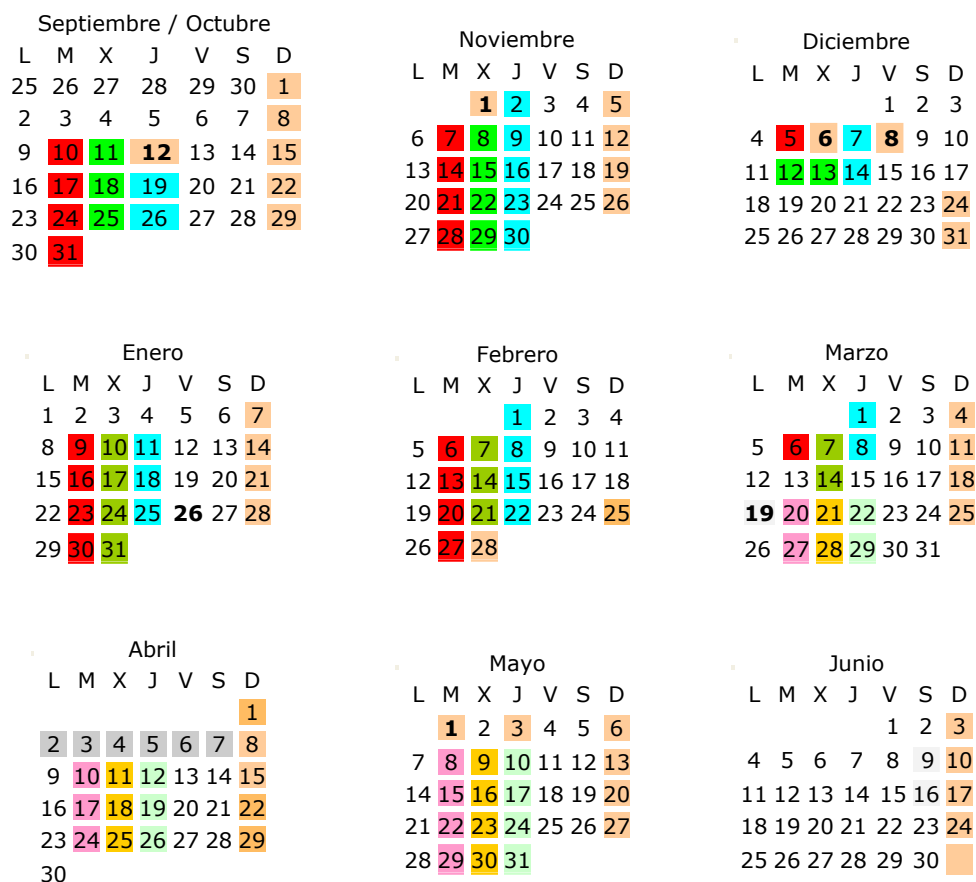 Septiembre / Octubre
L M X J V S D
25 26 27 28 29 30 1
2 3 4 5 6 7 8
9 10 11 12 13 14 15
16 17 18 19 20 21 22
23 24 25 26 27 28 29
30 31
Noviembre
L M X J V S D
1 2 3 4 5
6 7 8 9 10 11 12
13 14 15 16 17 18 19
20 21 22 23 24 25 26
27 28 29 30
Diciembre
L M X J V S D
1 2 3
4 5 6 7 8 9 10
11 12 13 14 15 16 17
18 19 20 21 22 23 24
25 26 27 28 29 30 31
Enero
L M X J V S D
1 2 3 4 5 6 7
8 9 10 11 12 13 14
15 16 17 18 19 20 21
22 23 24 25 26 27 28
29 30 31
Febrero
L M X J V S D
1 2 3 4
5 6 7 8 9 10 11
12 13 14 15 16 17 18
19 20 21 22 23 24 25
26 27 28
Marzo
L M X J V S D
1 2 3 4
5 6 7 8 9 10 11
12 13 14 15 16 17 18
19 20 21 22 23 24 25
26 27 28 29 30 31
Abril
L M X J V S D
1
2 3 4 5 6 7 8
9 10 11 12 13 14 15
16 17 18 19 20 21 22
23 24 25 26 27 28 29
30
Mayo
L M X J V S D
1 2 3 4 5 6
7 8 9 10 11 12 13
14 15 16 17 18 19 20
21 22 23 24 25 26 27
28 29 30 31
Junio
L M X J V S D
1 2 3
4 5 6 7 8 9 10
11 12 13 14 15 16 17
18 19 20 21 22 23 24
25 26 27 28 29 30